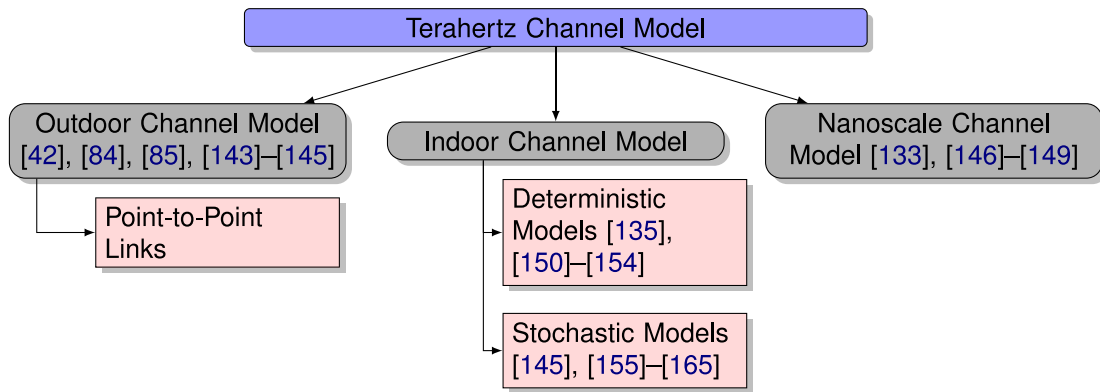 Terahertz Channel Model
Outdoor Channel Model
[42], [84], [85], [143]–[145]
Point-to-Point
Links
Indoor Channel Model
Deterministic
Models [135],
[150]–[154]
Stochastic Models
[145], [155]–[165]
Nanoscale Channel
Model [133], [146]–[149]